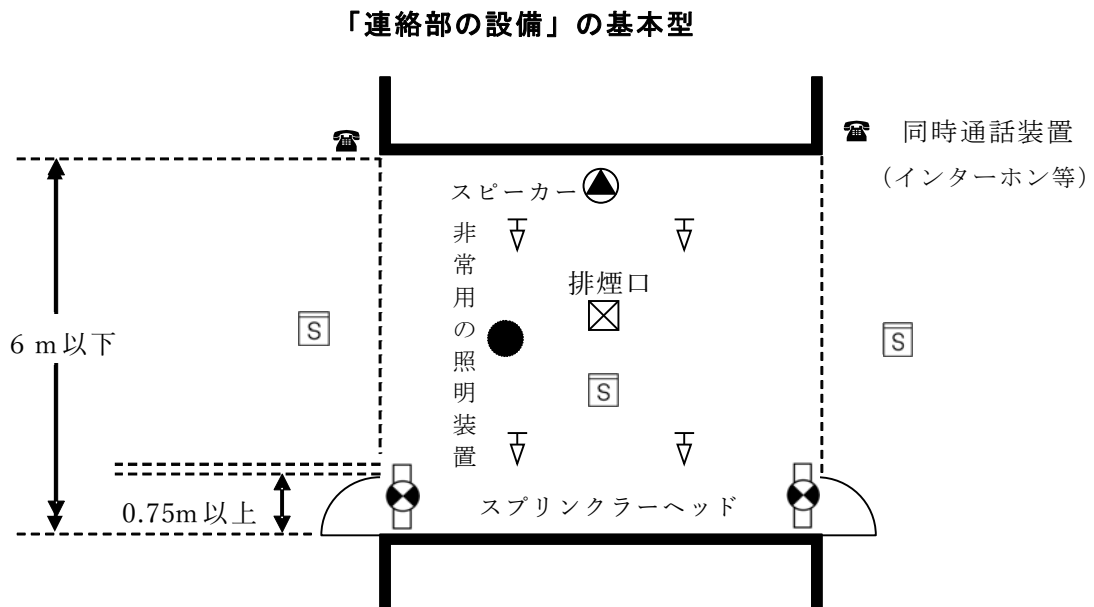 「連絡部の設備」の基本型
同時通話装置
（インターホン等）
スピーカー
非常用の照明装置
排煙口
S
6 m以下
S
S
0.75m以上
スプリンクラーヘッド